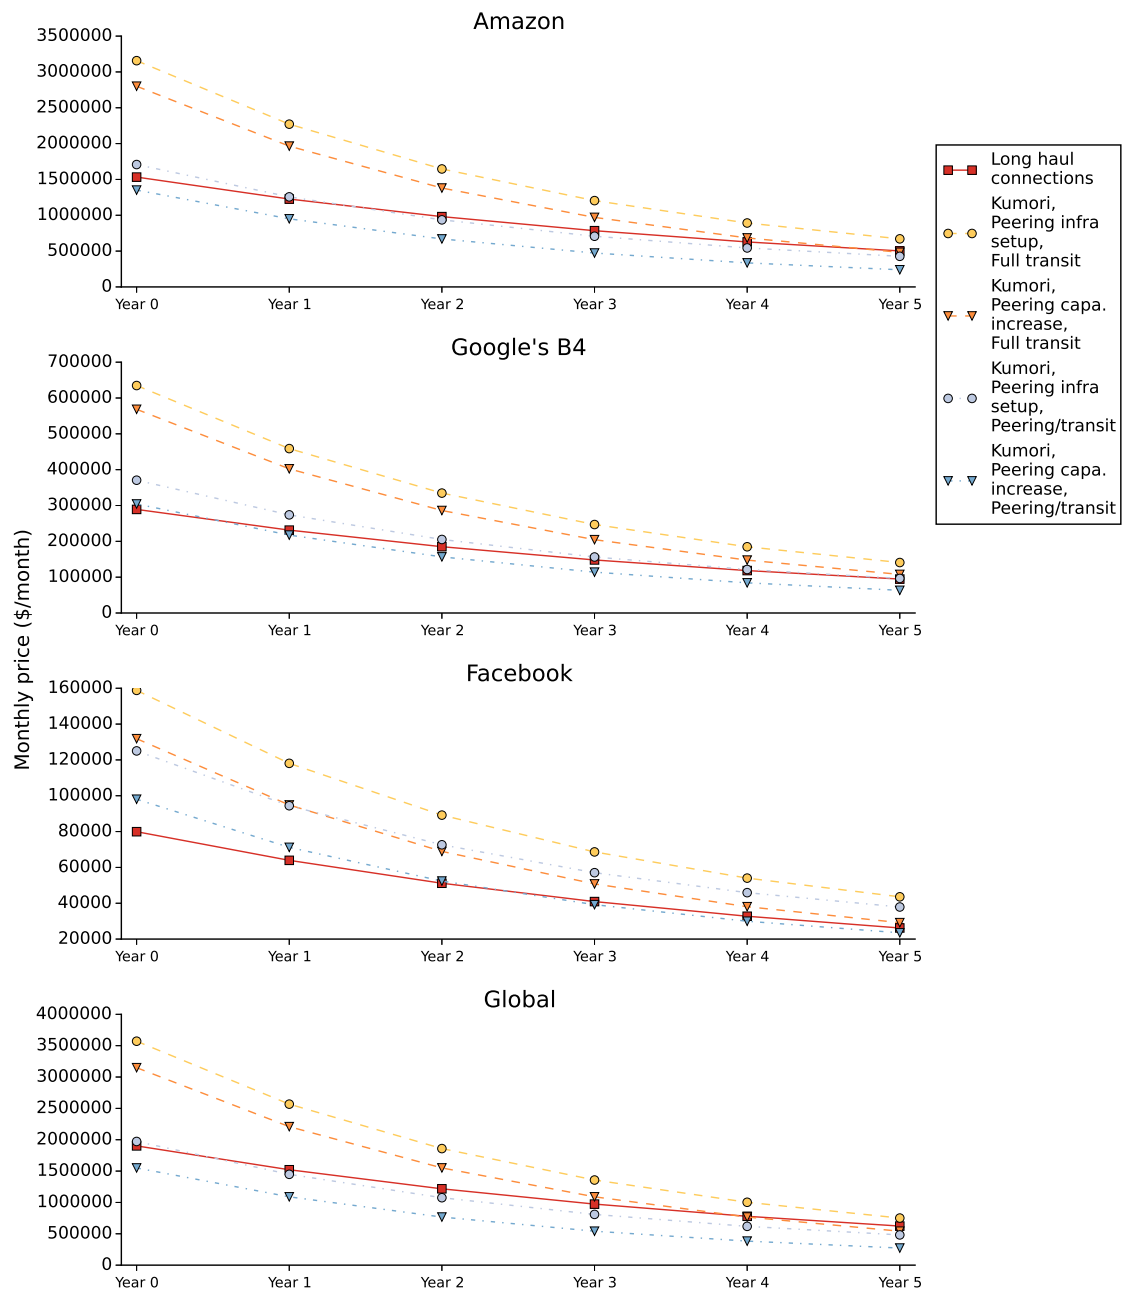 Amazon
3500000
3000000
2500000
2000000
1500000
1000000
500000
0
Year 0 Year 1 Year 2 Year 3 Year 4 Year 5
Long haul
connections
Kumori,
Peering infra
setup,
Full transit
Kumori,
Peering capa.
increase,
Full transit
Kumori,
Peering infra
setup,
Peering/transit
Kumori,
Peering capa.
increase,
Peering/transit
Monthly price ($/month)
Google's B4
700000
600000
500000
400000
300000
200000
100000
0
Year 0 Year 1 Year 2 Year 3 Year 4 Year 5
Facebook
160000
140000
120000
100000
80000
60000
40000
20000
Year 0 Year 1 Year 2 Year 3 Year 4 Year 5
Global
4000000
3500000
3000000
2500000
2000000
1500000
1000000
500000
0
Year 0 Year 1 Year 2 Year 3 Year 4 Year 5